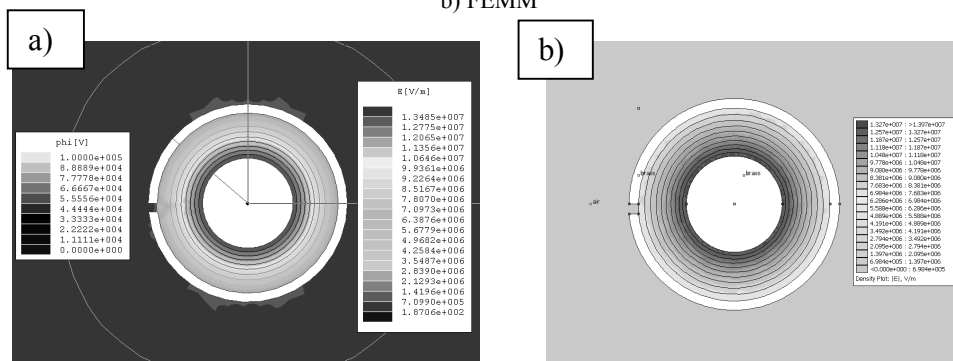 b) FEMM
a)
b)
phi[V]
1.0000e+005
8.8889e+004
7.7778e+004
6.6667e+004
5.5556e+004
4.4444e+004
3.3333e+004
2.2222e+004
1.1111e+004
0.0000e+000
E[V/m]
1.3485e+007
1.2775e+007
1.2065e+007
1.1356e+007
1.0646e+007
9.9361e+006
9.2264e+006
8.5167e+006
7.8070e+006
7.0973e+006
6.3876e+006
5.6779e+006
4.9682e+006
4.2584e+006
3.5487e+006
2.8390e+006
2.1293e+006
1.4196e+006
7.0990e+005
1.8706e+002
brass
brass
air
1.327e+007 : >1.397e+007
1.257e+007 : 1.327e+007
1.187e+007 : 1.257e+007
1.118e+007 : 1.187e+007
1.048e+007 : 1.118e+007
9.778e+006 : 1.048e+007
9.080e+006 : 9.778e+006
8.381e+006 : 9.080e+006
7.683e+006 : 8.381e+006
6.984e+006 : 7.683e+006
6.286e+006 : 6.984e+006
5.588e+006 : 6.286e+006
4.889e+006 : 5.588e+006
4.191e+006 : 4.889e+006
3.492e+006 : 4.191e+006
2.794e+006 : 3.492e+006
2.095e+006 : 2.794e+006
1.397e+006 : 2.095e+006
6.984e+005 : 1.397e+006
<0.000e+000 : 6.984e+005
Density Plot: |E|, V/m